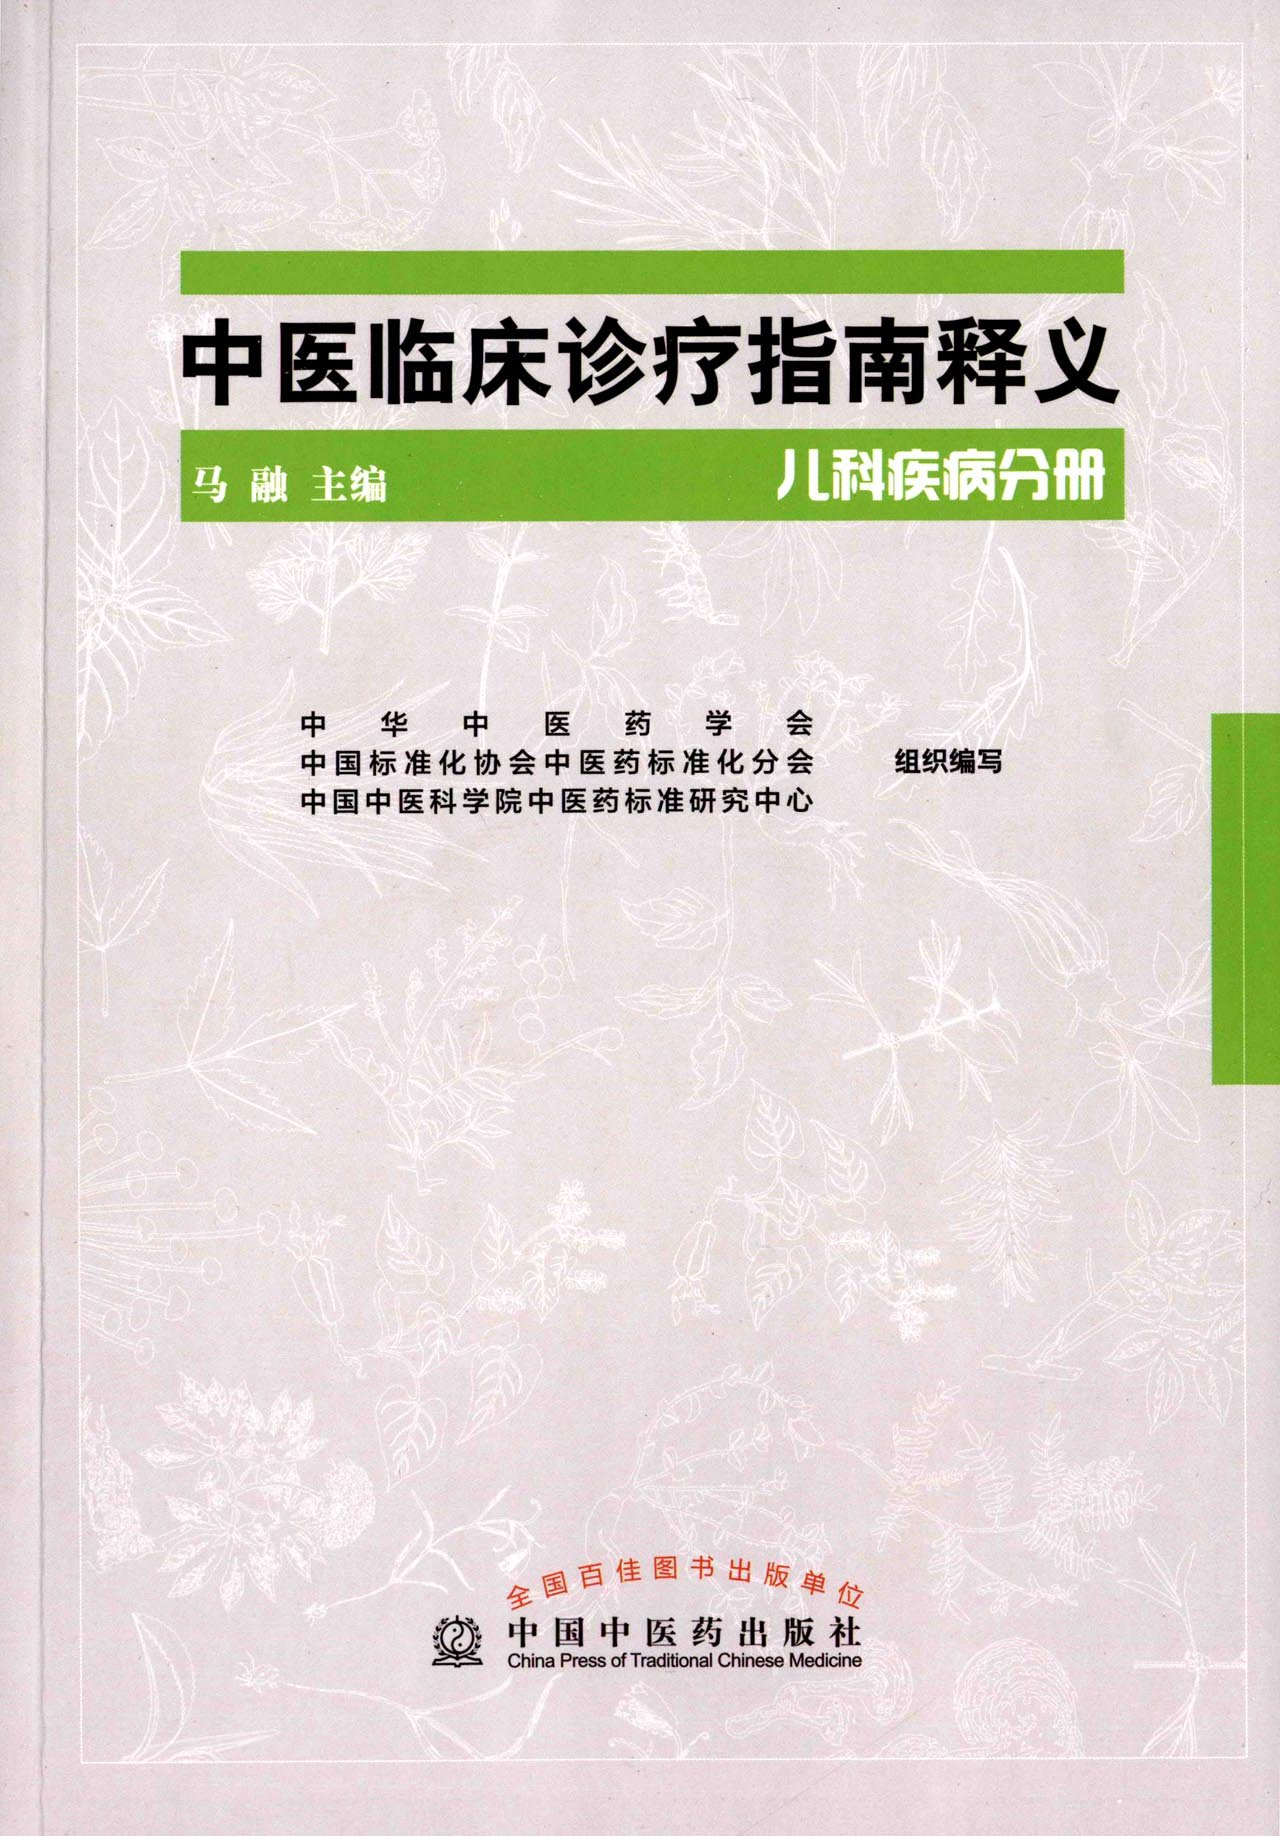 中医临床诊疗指南释义
马 融 主编
儿科疾病分册
中华中医药学会
中国标准化协会中医药标准化分会
中国中医科学院中医药标准研究中心
组织编写
全国百佳图书出版单位
中国中医药出版社
China Press of Traditional Chinese Medicine